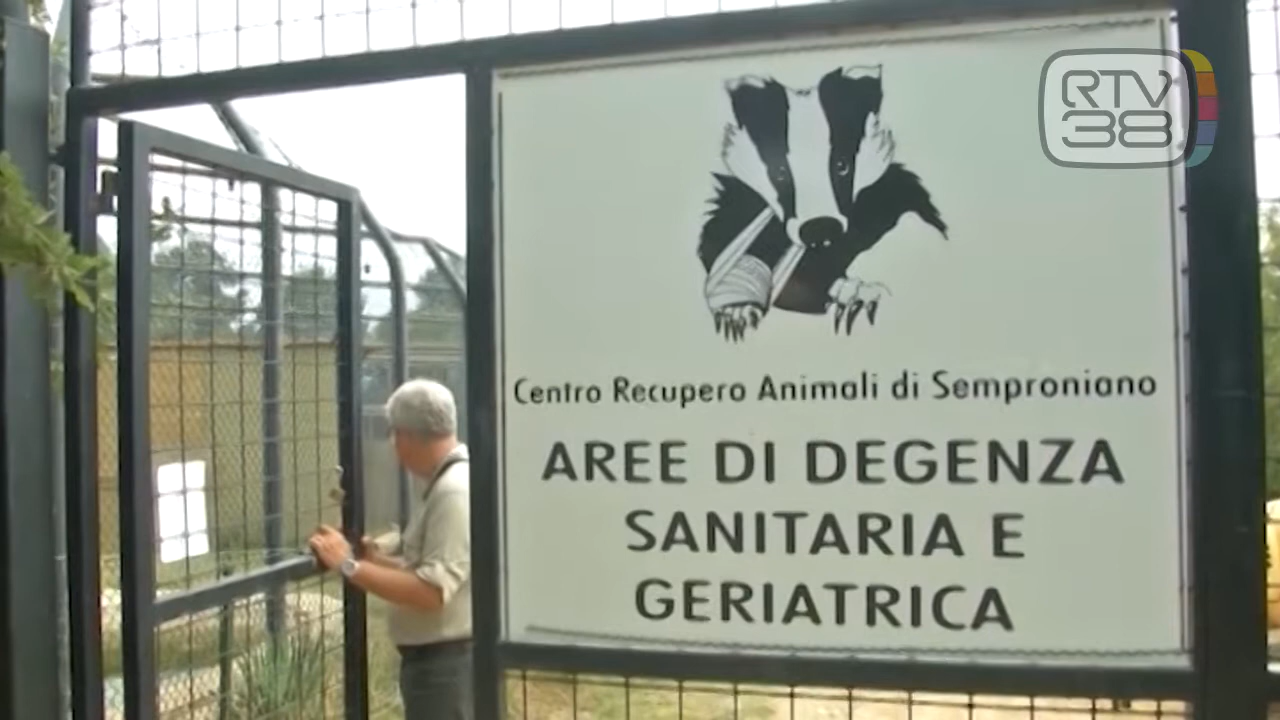 RTV
38
Centro Recupero Animali di Semproniano
AREE DI DEGENZA
SANITARIA E
GERIATRICA